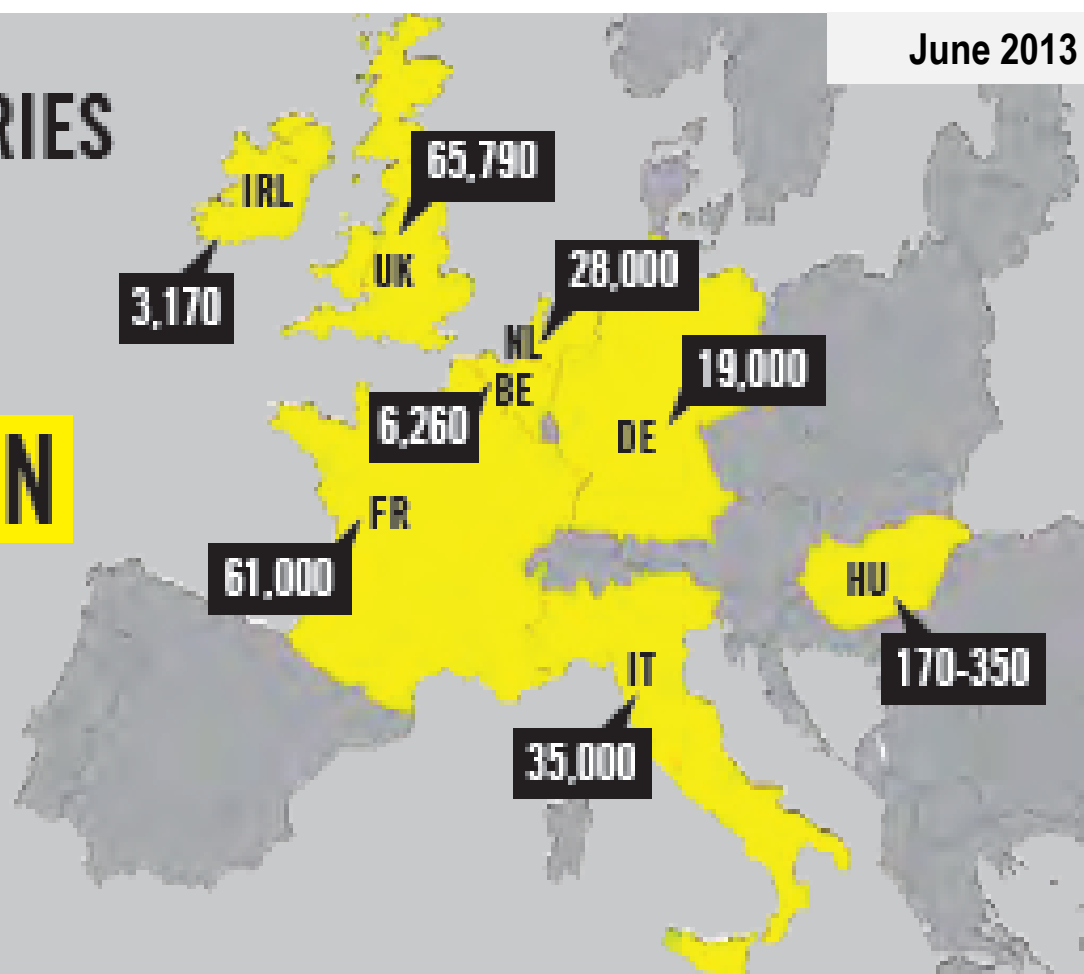 June 2013
RIES
65,790
IRL
UK
28,000
3,170
NL
19,000
BE
6,260
DE
N
FR
61,000
HU
IT
170-350
35,000